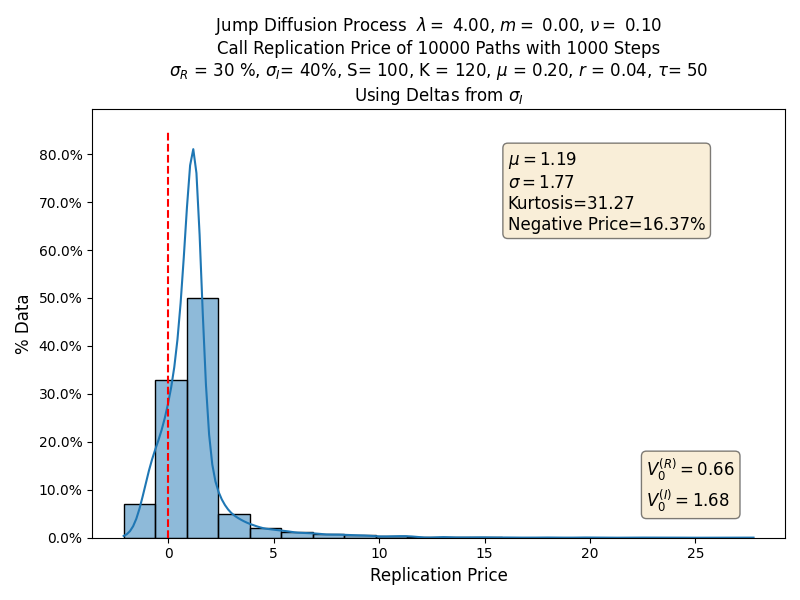 Jump Diffusion Process λ = 4.00, m = 0.00, ν = 0.10
Call Replication Price of 10000 Paths with 1000 Steps
σ_R = 30 %, σ_I= 40%, S= 100, K = 120, μ = 0.20, r = 0.04, τ= 50
Using Deltas from σ_I
% Data
80.0%
70.0%
60.0%
50.0%
40.0%
30.0%
20.0%
10.0%
0.0%
μ = 1.19
σ = 1.77
Kurtosis=31.27
Negative Price=16.37%
V_0^(R) = 0.66
V_0^(I) = 1.68
0 5 10 15 20 25
Replication Price